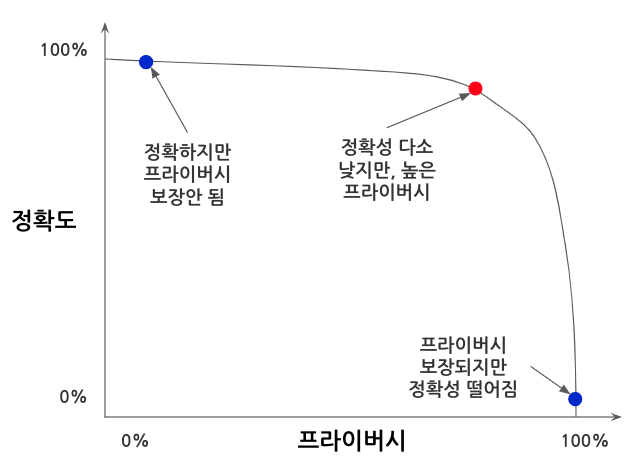 100%
정확하지만
프라이버시
보장안 됨
정확성 다소
낮지만, 높은
프라이버시
정확도
프라이버시
보장되지만
정확성 떨어짐
0%
0%
프라이버시
100%